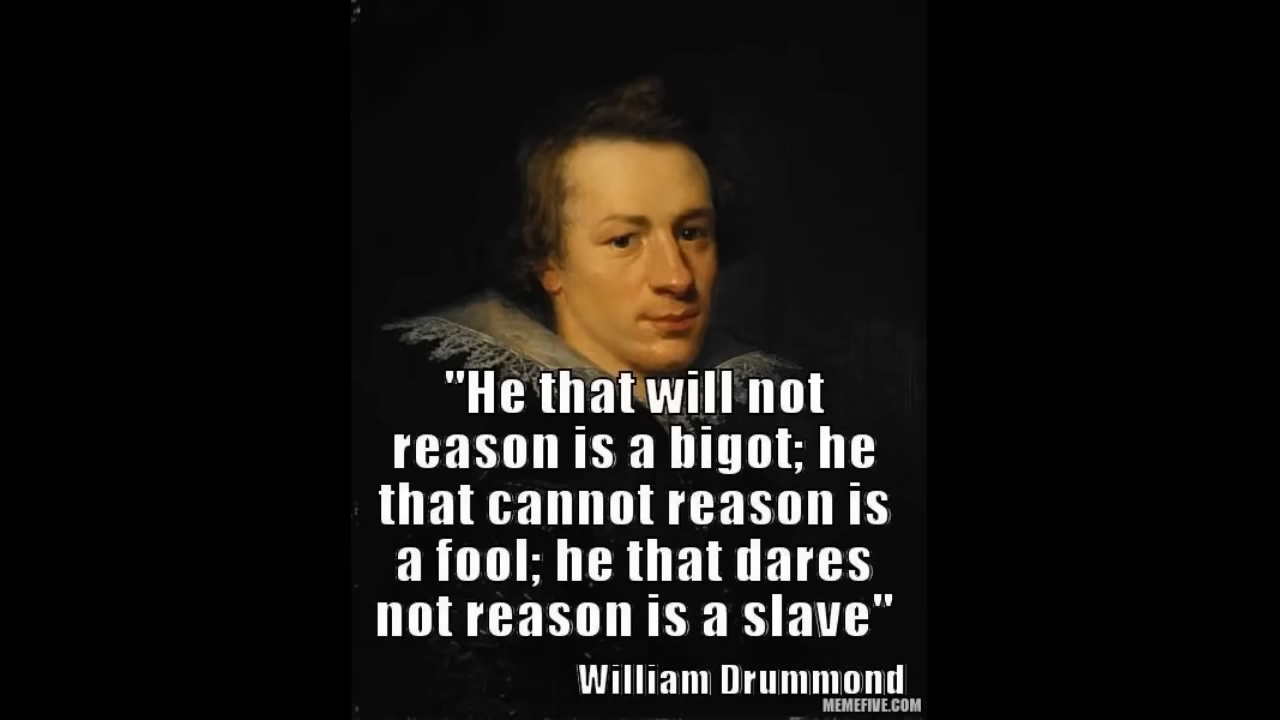 "He that will not
reason is a bigot; he
that cannot reason is
a fool; he that dares
not reason is a slave"
William Drummond
MEMEFIVE.COM